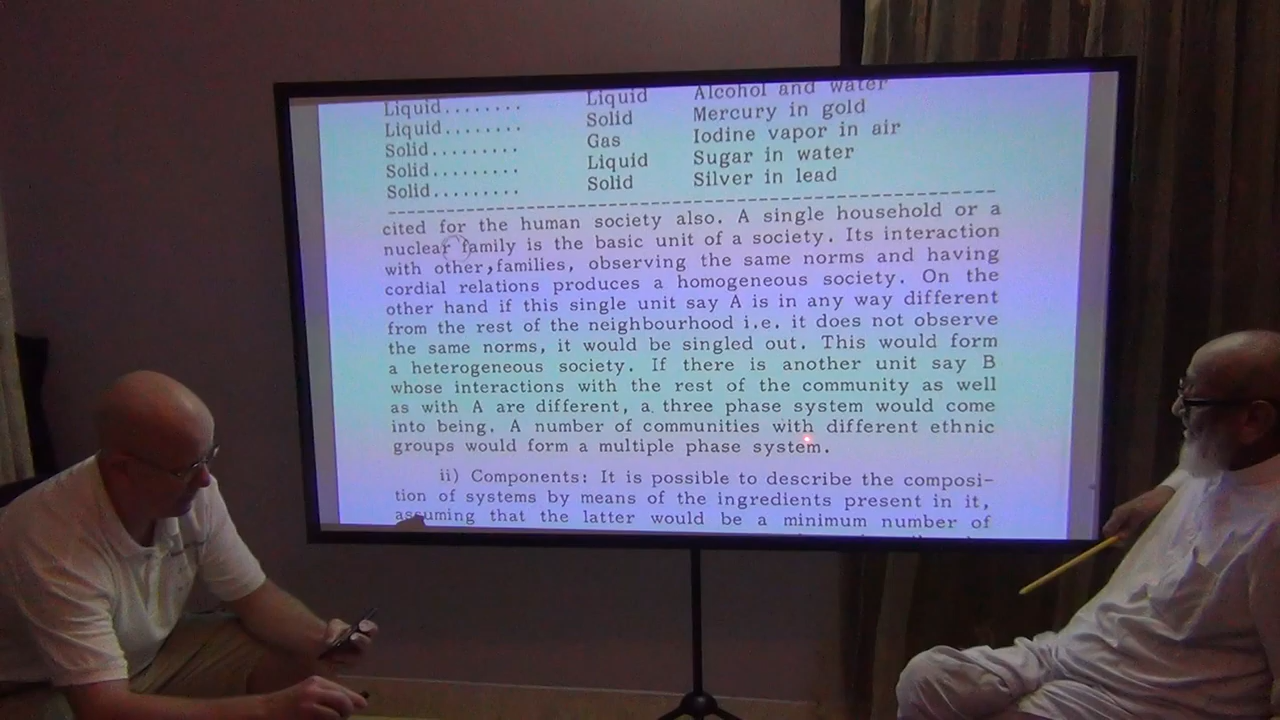 Liquid........ Liquid Alcohol and water
Liquid........ Solid Mercury in gold
Solid......... Gas Iodine vapor in air
Solid......... Liquid Sugar in water
Solid......... Solid Silver in lead
cited for the human society also. A single household or a
nuclear family is the basic unit of a society. Its interaction
with other,families, observing the same norms and having
cordial relations produces a homogeneous society. On the
other hand if this single unit say A is in any way different
from the rest of the neighbourhood i.e. it does not observe
the same norms, it would be singled out. This would form
a heterogeneous society. If there is another unit say B
whose interactions with the rest of the community as well
as with A are different, a three phase system would come
into being. A number of communities with different ethnic
groups would form a multiple phase system.
ii) Components: It is possible to describe the composi-
tion of systems by means of the ingredients present in it,
assuming that the latter would be a minimum number of